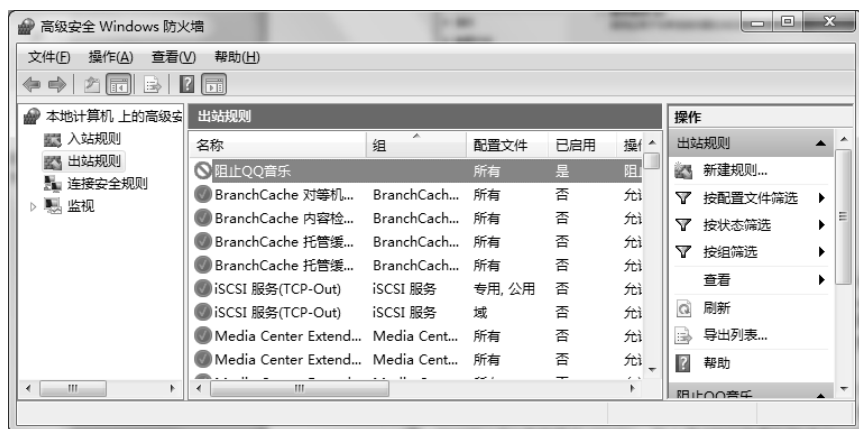 高级安全 Windows 防火墙
文件(F) 操作(A) 查看(V) 帮助(H)
本地计算机 上的高级安
入站规则
出站规则
连接安全规则
监视
出站规则
名称 组 配置文件 已启用 操
阻止QQ音乐 所有 是 阻
BranchCache 对等机... BranchCach... 所有 否 允
BranchCache 内容检... BranchCach... 所有 否 允
BranchCache 托管缓... BranchCach... 所有 否 允
BranchCache 托管缓... BranchCach... 所有 否 允
iSCSI 服务(TCP-Out) iSCSI 服务 专用, 公用 否 允
iSCSI 服务(TCP-Out) iSCSI 服务 域 否 允
Media Center Extend... Media Cent... 所有 否 允
Media Center Extend... Media Cent... 所有 否 允
操作
出站规则
新建规则...
按配置文件筛选
按状态筛选
按组筛选
查看
刷新
导出列表...
帮助
阻止QQ音乐